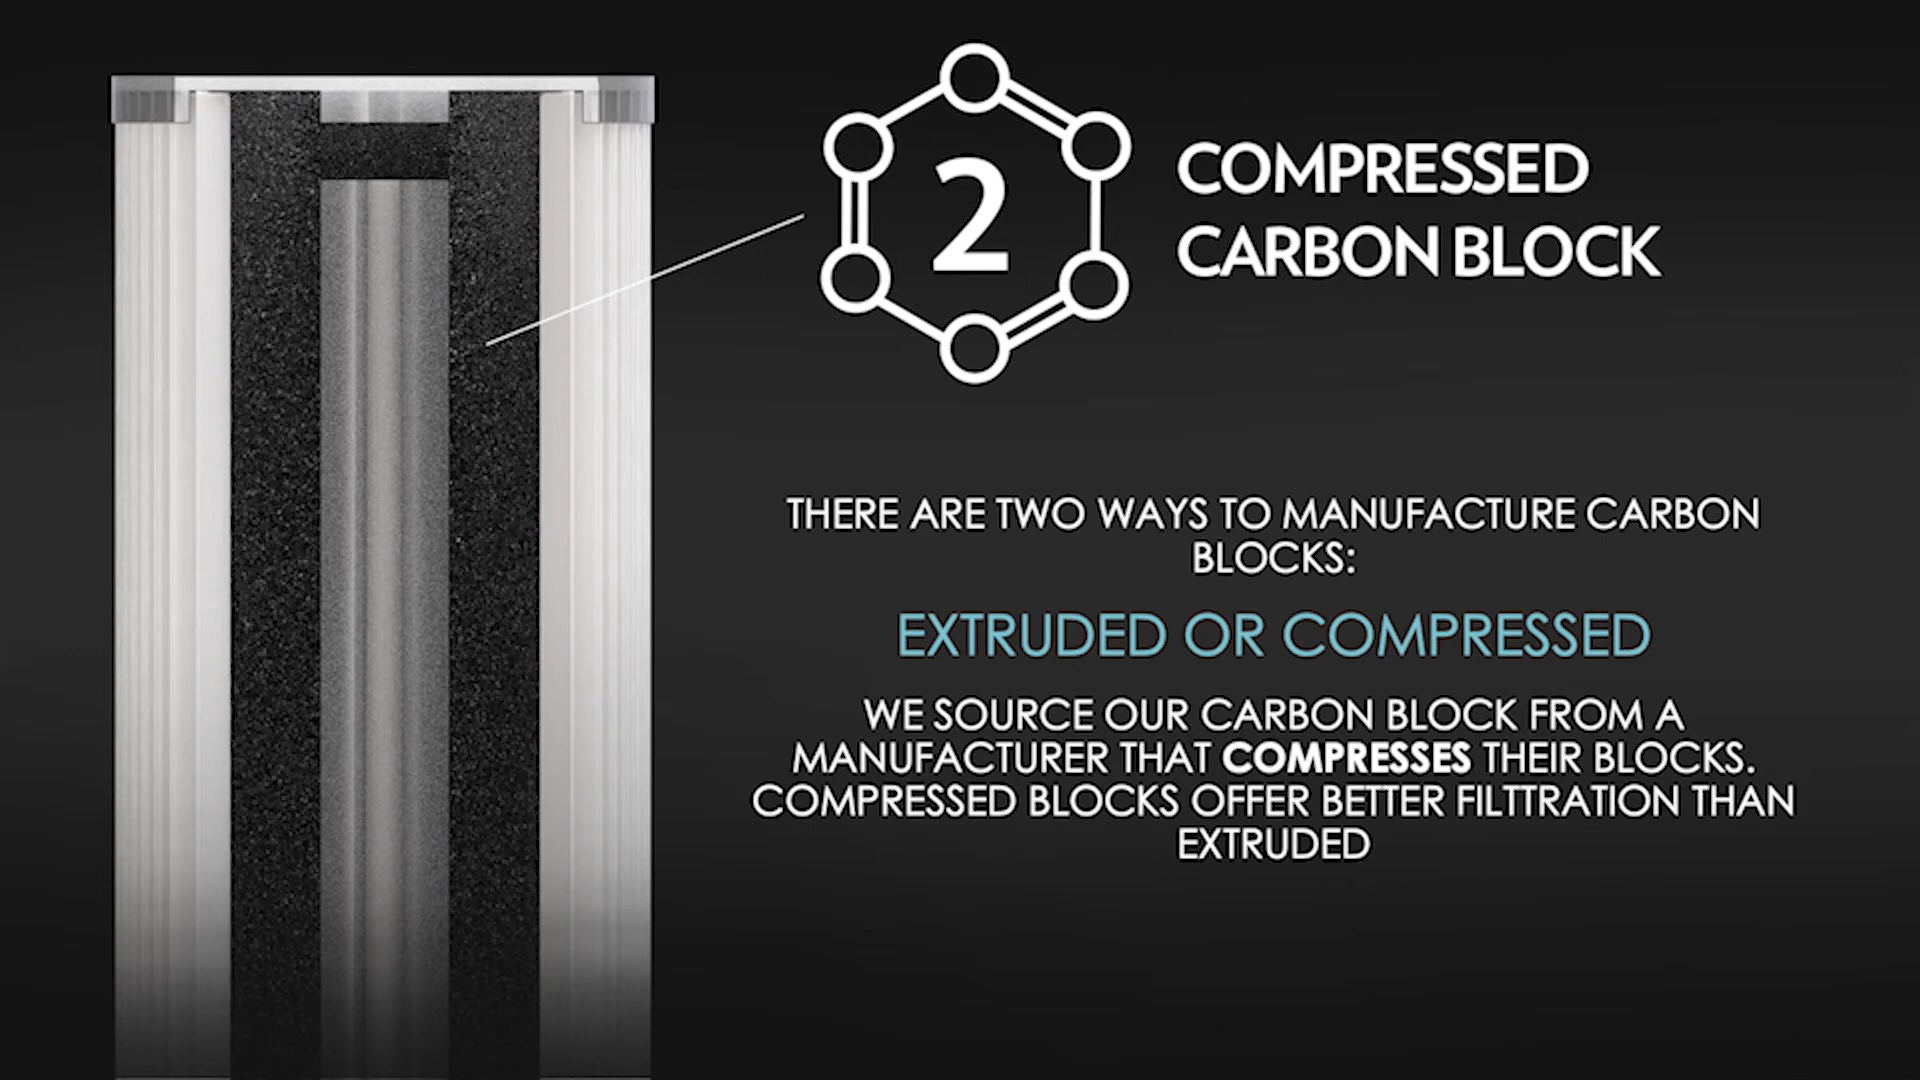 2
COMPRESSED
CARBON BLOCK
THERE ARE TWO WAYS TO MANUFACTURE CARBON
BLOCKS:
EXTRUDED OR COMPRESSED
WE SOURCE OUR CARBON BLOCK FROM A
MANUFACTURER THAT COMPRESSES THEIR BLOCKS.
COMPRESSED BLOCKS OFFER BETTER FILTTRATION THAN
EXTRUDED